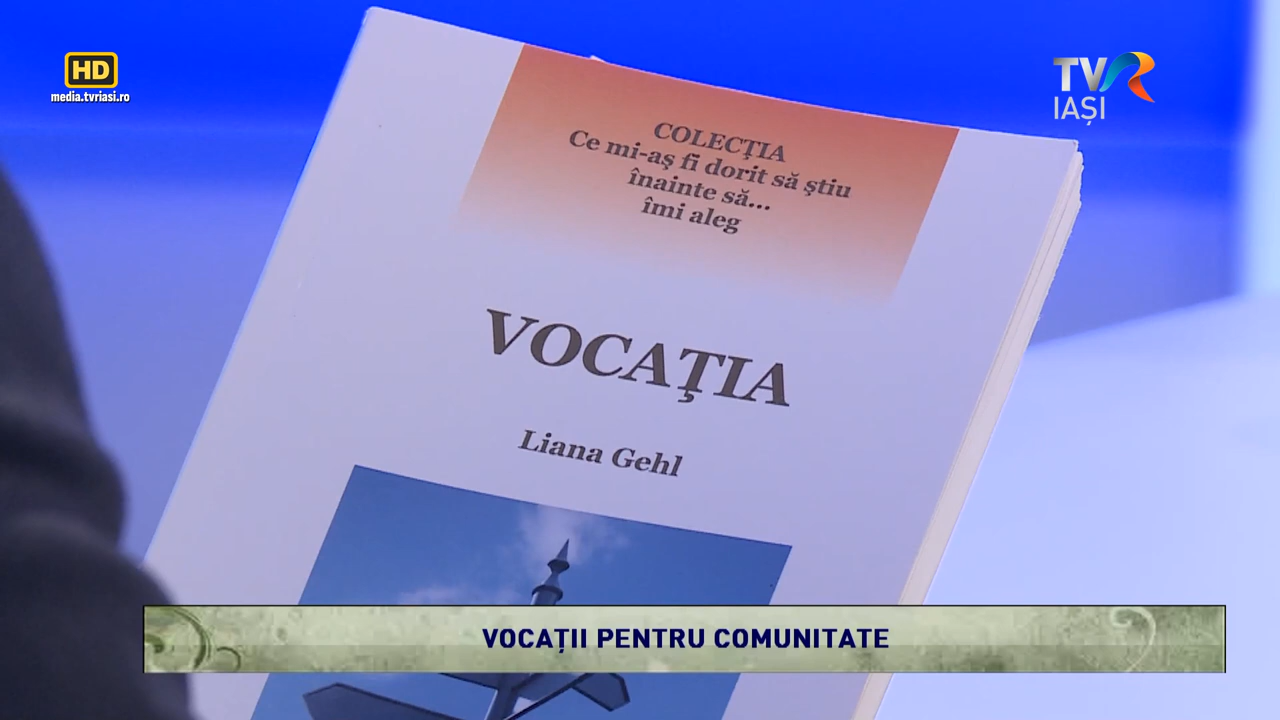 HD
media.tvriasi.ro
TVR
IAȘI
COLECŢIA
Ce mi-aş fi dorit să ştiu
înainte să...
îmi aleg
VOCAŢIA
Liana Gehl
VOCAȚII PENTRU COMUNITATE